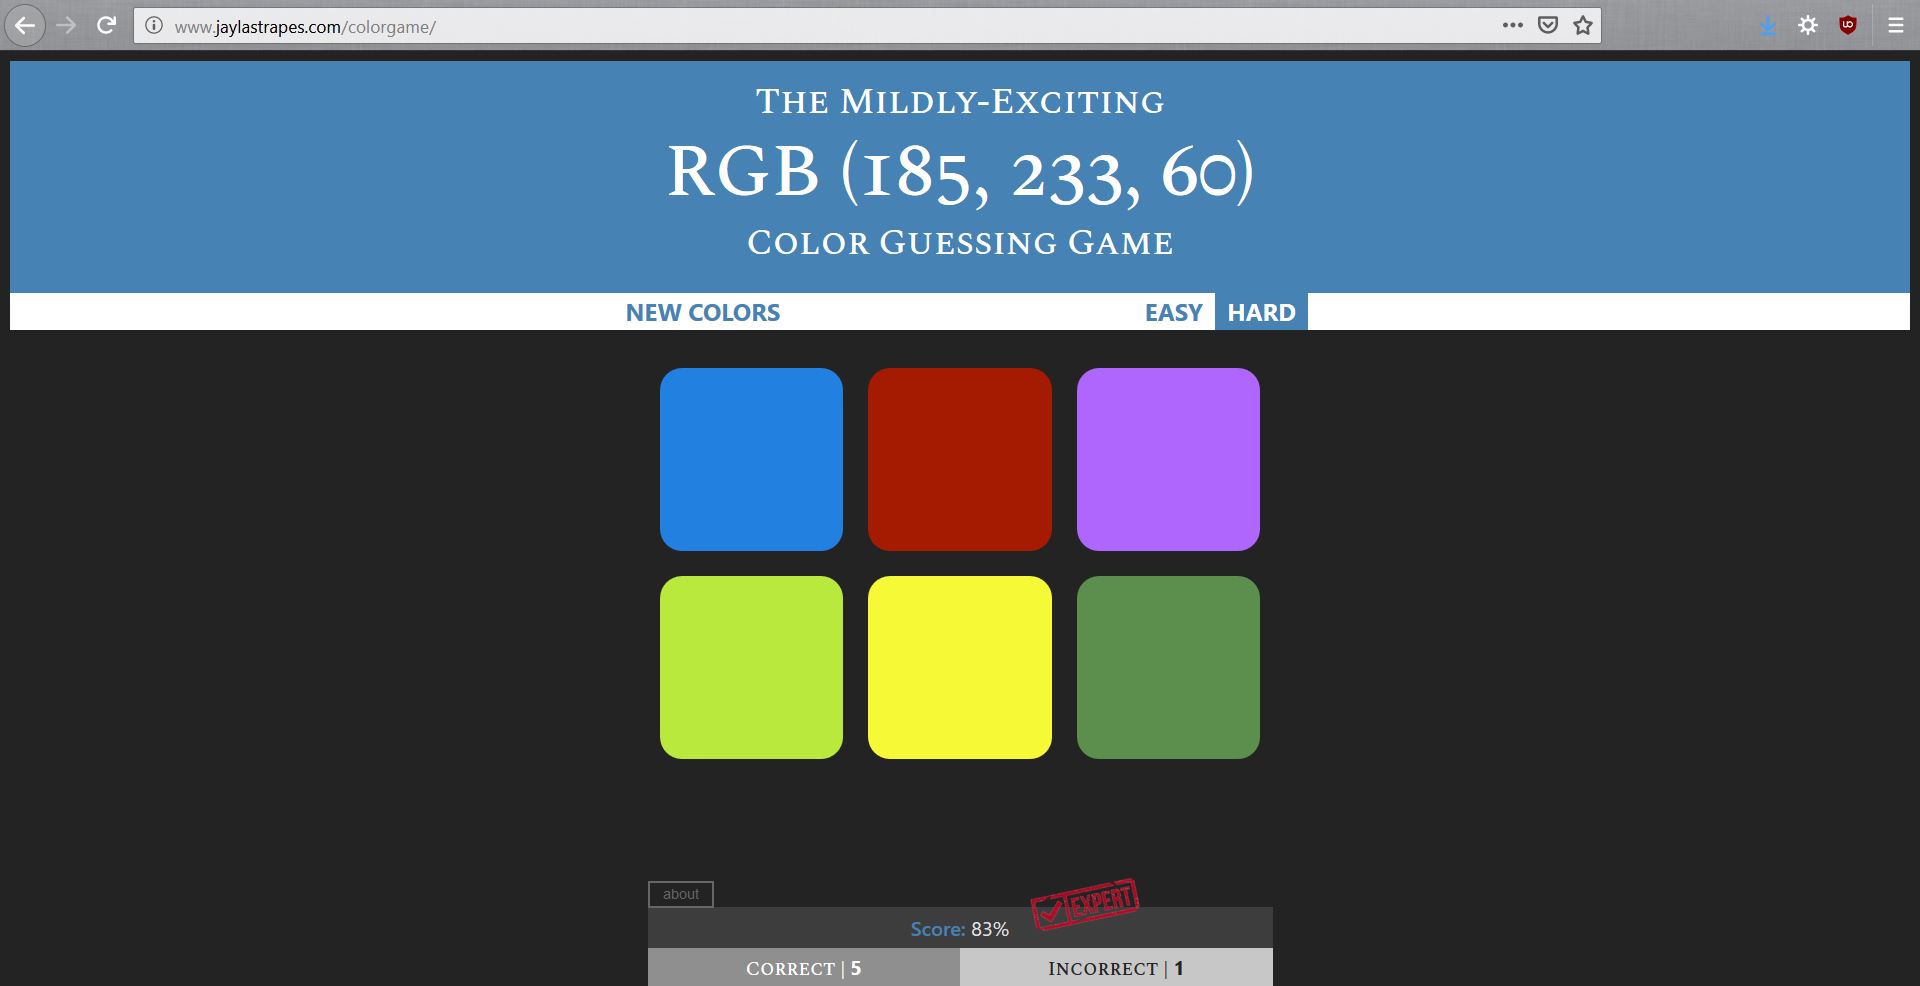 www.jaylastrapes.com/colorgame/
The Mildly-Exciting
RGB (185, 233, 60)
Color Guessing Game
NEW COLORS EASY HARD
about
EXPERT
Score: 83%
Correct | 5 Incorrect | 1